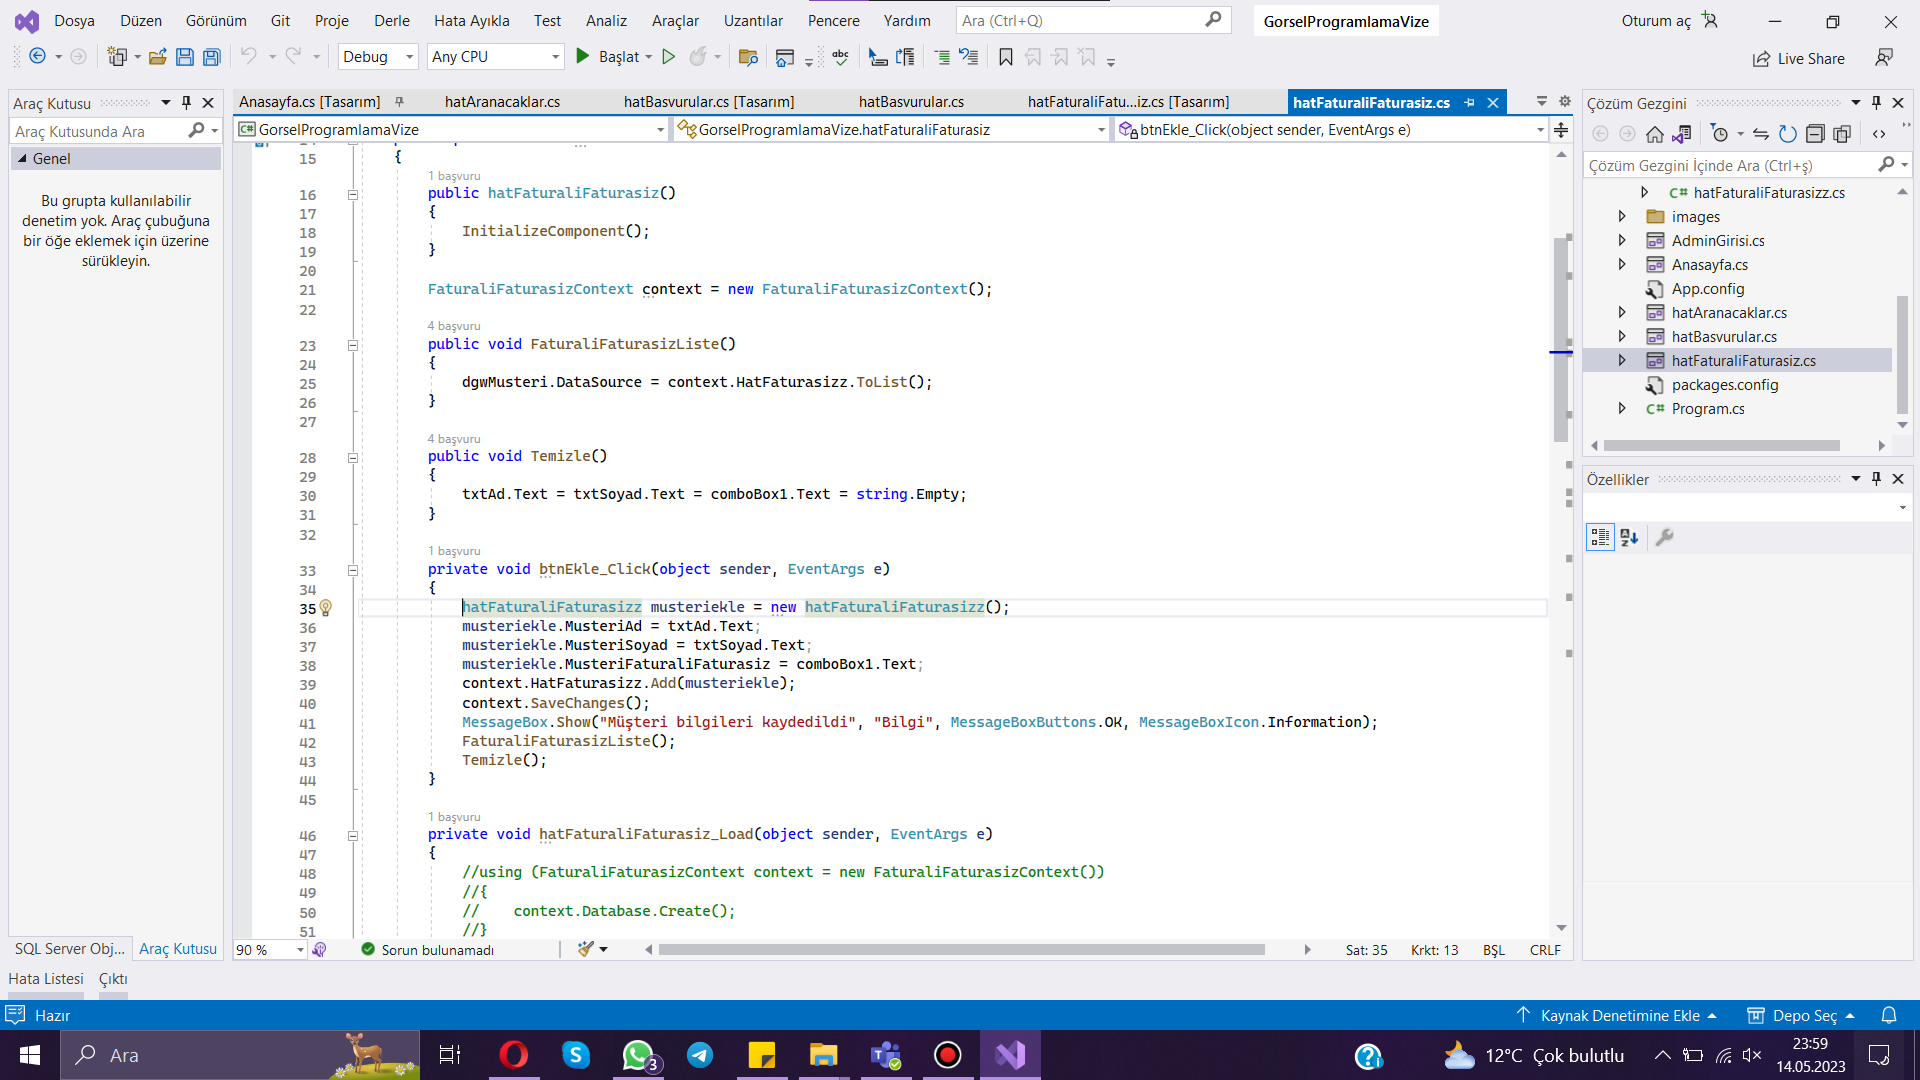 Dosya Düzen Görünüm Git Proje Derle Hata Ayıkla Test Analiz Araçlar Uzantılar Pencere Yardım Ara (Ctrl+Q) GorselProgramlamaVize Oturum aç
Debug Any CPU Başlat abc Live Share
Araç Kutusu
Araç Kutusunda Ara
Genel
Bu grupta kullanılabilir
denetim yok. Araç çubuğuna
bir öğe eklemek için üzerine
sürükleyin.
SQL Server Obj... Araç Kutusu
Anasayfa.cs [Tasarım] hatAranacaklar.cs hatBasvurular.cs [Tasarım] hatBasvurular.cs hatFaturaliFatu...iz.cs [Tasarım] hatFaturaliFaturasiz.cs
GorselProgramlamaVize GorselProgramlamaVize.hatFaturaliFaturasiz btnEkle_Click(object sender, EventArgs e)
15 {
1 başvuru
16 public hatFaturaliFaturasiz()
17 {
18 InitializeComponent();
19 }
20
21 FaturaliFaturasizContext context = new FaturaliFaturasizContext();
22
4 başvuru
23 public void FaturaliFaturasizListe()
24 {
25 dgwMusteri.DataSource = context.HatFaturasizz.ToList();
26 }
27
4 başvuru
28 public void Temizle()
29 {
30 txtAd.Text = txtSoyad.Text = comboBox1.Text = string.Empty;
31 }
32
1 başvuru
33 private void btnEkle_Click(object sender, EventArgs e)
34 {
35 hatFaturaliFaturasizz musteriekle = new hatFaturaliFaturasizz();
36 musteriekle.MusteriAd = txtAd.Text;
37 musteriekle.MusteriSoyad = txtSoyad.Text;
38 musteriekle.MusteriFaturaliFaturasiz = comboBox1.Text;
39 context.HatFaturasizz.Add(musteriekle);
40 context.SaveChanges();
41 MessageBox.Show("Müşteri bilgileri kaydedildi", "Bilgi", MessageBoxButtons.OK, MessageBoxIcon.Information);
42 FaturaliFaturasizListe();
43 Temizle();
44 }
45
1 başvuru
46 private void hatFaturaliFaturasiz_Load(object sender, EventArgs e)
47 {
48 //using (FaturaliFaturasizContext context = new FaturaliFaturasizContext())
49 //{
50 // context.Database.Create();
51 //}
90 % Sorun bulunamadı Sat: 35 Krkt: 13 BŞL CRLF
Çözüm Gezgini
Çözüm Gezgini İçinde Ara (Ctrl+ş)
C# hatFaturaliFaturasizz.cs
images
AdminGirisi.cs
Anasayfa.cs
App.config
hatAranacaklar.cs
hatBasvurular.cs
hatFaturaliFaturasiz.cs
packages.config
C# Program.cs
Özellikler
Hata Listesi Çıktı
Hazır Kaynak Denetimine Ekle Depo Seç
Ara 3 12°C Çok bulutlu 23:59
14.05.2023